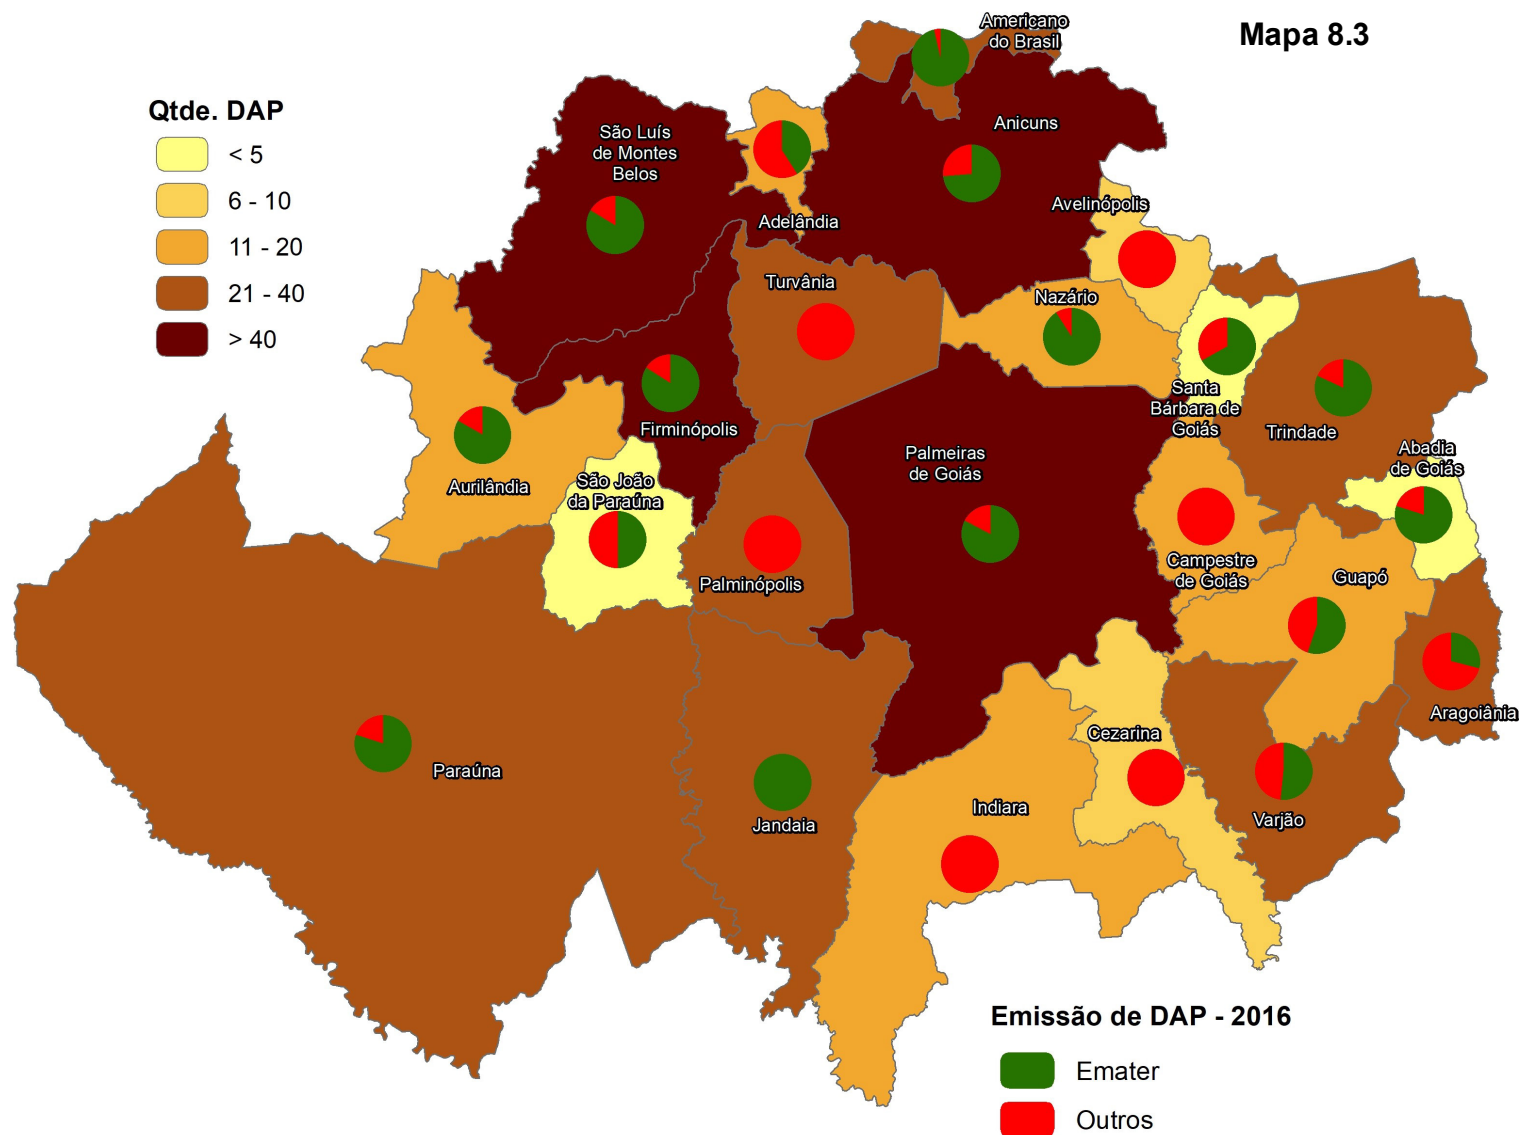 Mapa 8.3
Qtde. DAP
< 5
6 - 10
11 - 20
21 - 40
> 40
Americano
do Brasil
Anicuns
São Luís
de Montes
Belos
Adelândia
Avelinópolis
Turvânia
Nazário
Santa
Bárbara de
Goiás
Trindade
Firminópolis
Palmeiras
de Goiás
Abadia
de Goiás
Aurilândia
São João
da Paraúna
Palminópolis
Campestre
de Goiás
Guapó
Aragoiânia
Cezarina
Paraúna
Jandaia
Indiara
Varjão
Emissão de DAP - 2016
Emater
Outros